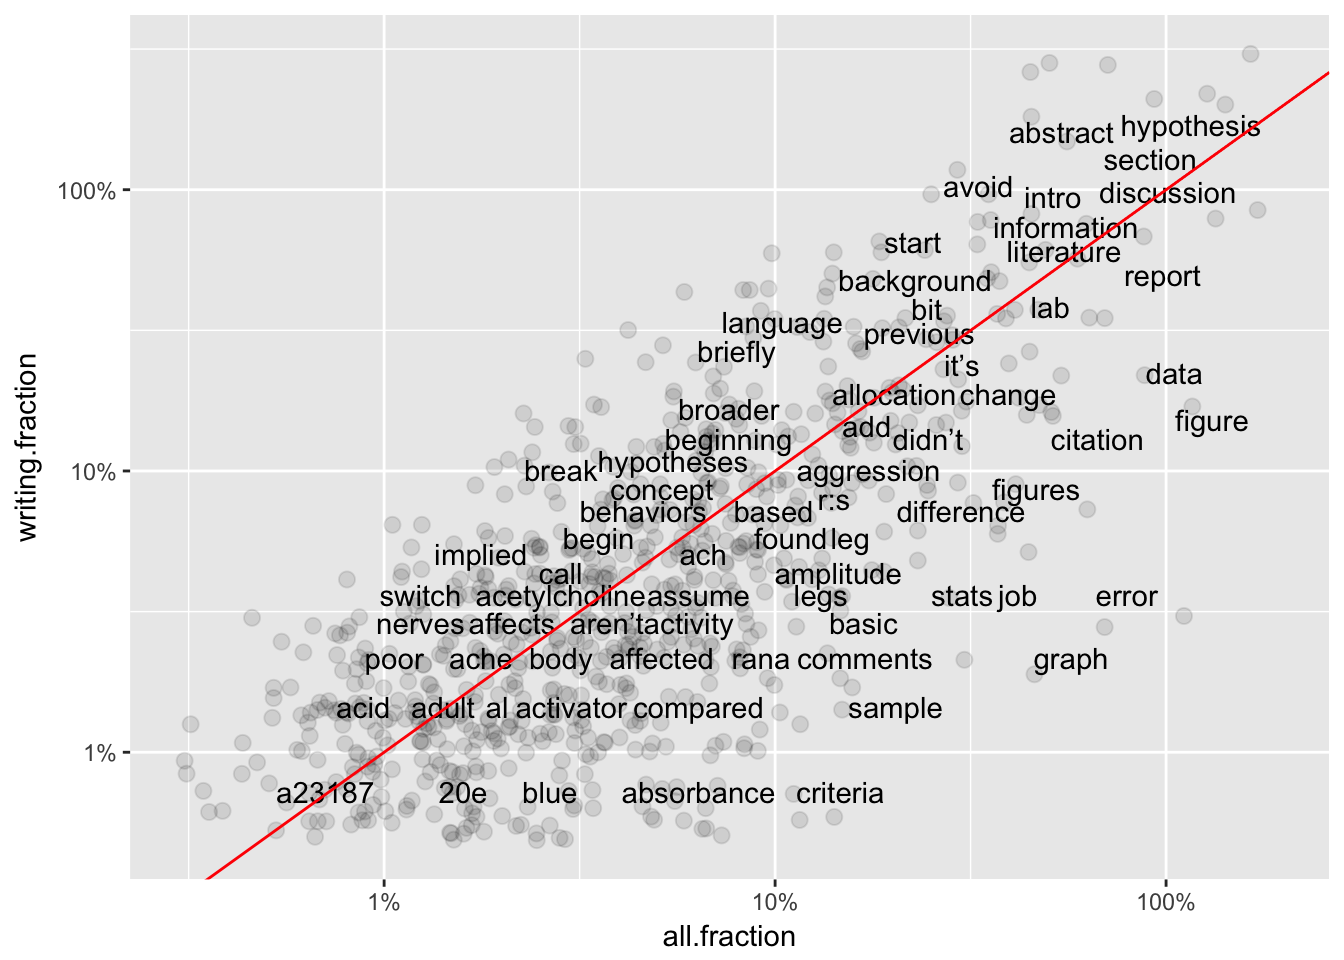 hypothesis
abstract
section
100%
avoid
intro
discussion
information
start
literature
report
background
bit
lab
language
previous
briefly
it’s
data
allocation change
broader
figure
add
beginning
didn’t
citation
10%
break
hypotheses
aggression
concept
r:s
figures
behaviors
based
difference
begin
found
leg
implied
ach
call
amplitude
switch
acetylcholine
assume
legs
stats
job
error
nerves
affects
aren’t
activity
basic
poor
ache
body
affected
rana
comments
graph
acid
adult
al
activator
compared
sample
1%
a23187
20e
blue
absorbance
criteria
1%
10%
100%
all.fraction
writing.fraction